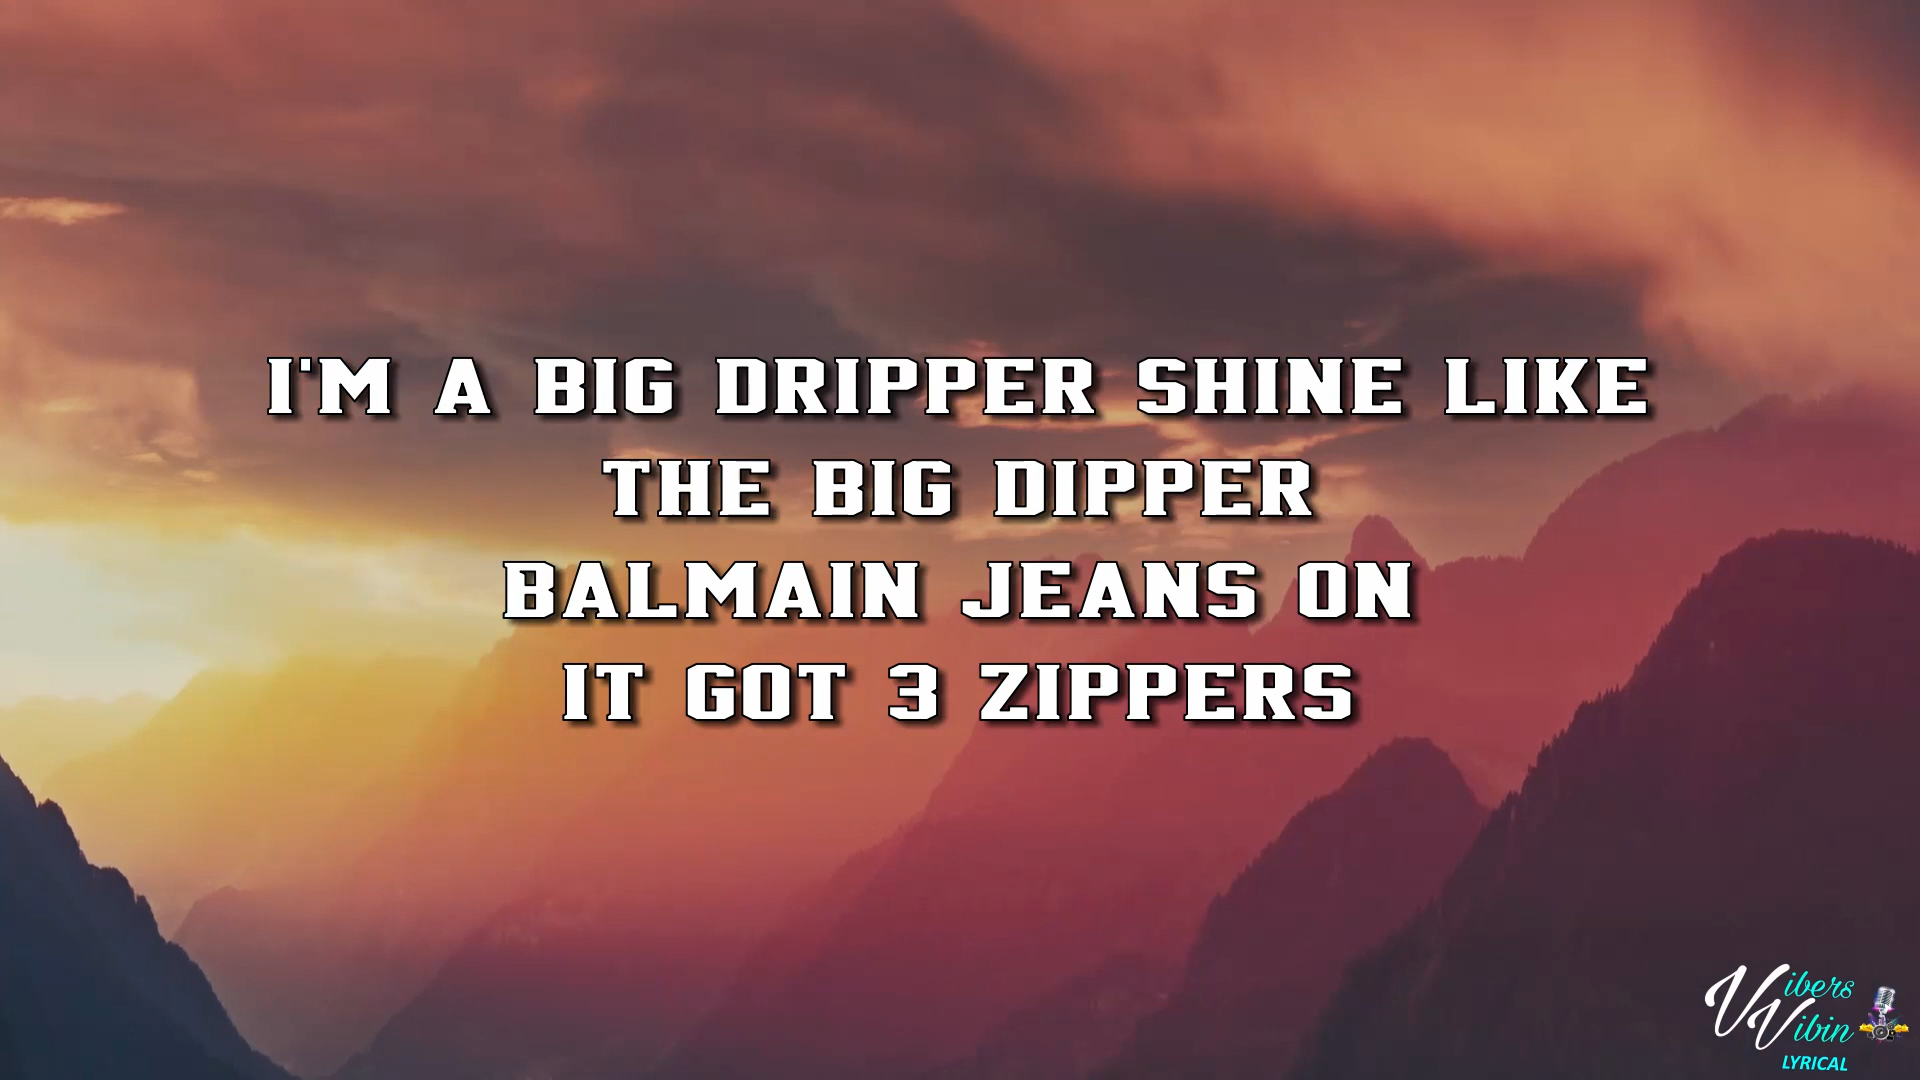 I'M A BIG DRIPPER SHINE LIKE
THE BIG DIPPER
BALMAIN JEANS ON
IT GOT 3 ZIPPERS
Vibers
Vibin
LYRICAL